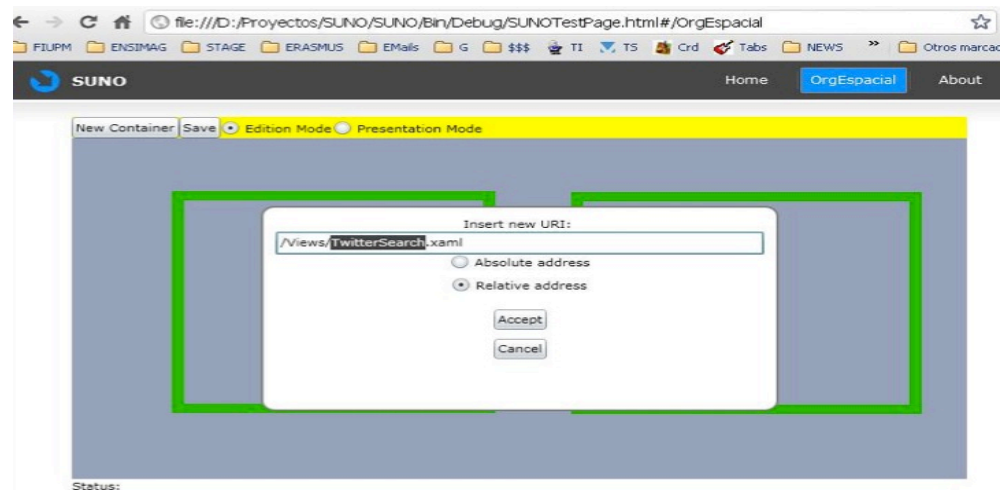 file:///D:/Proyectos/SUNO/SUNO/Bin/Debug/SUNOTestPage.html#/OrgEspacial
FIUPM ENSIMAG STAGE ERASMUS EMails G $$$ TI TS Crd Tabs NEWS » Otros marcad
SUNO Home OrgEspacial About
New Container Save Edition Mode Presentation Mode
Insert new URI:
/Views/TwitterSearch.xaml
Absolute address
Relative address
Accept
Cancel
Status: